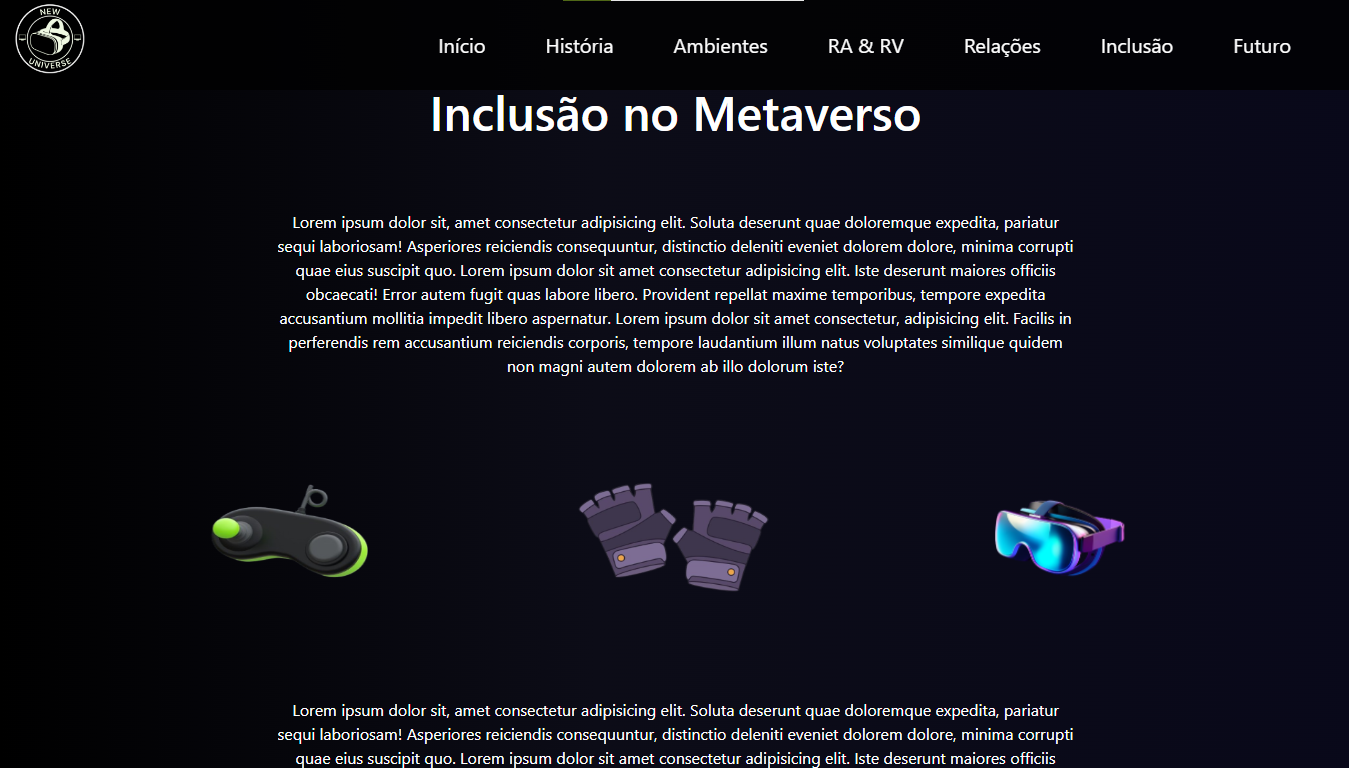 NEW
UNIVERSE
Início História Ambientes RA & RV Relações Inclusão Futuro
Inclusão no Metaverso
Lorem ipsum dolor sit, amet consectetur adipisicing elit. Soluta deserunt quae doloremque expedita, pariatur
sequi laboriosam! Asperiores reiciendis consequuntur, distinctio deleniti eveniet dolorem dolore, minima corrupti
quae eius suscipit quo. Lorem ipsum dolor sit amet consectetur adipisicing elit. Iste deserunt maiores officiis
obcaecati! Error autem fugit quas labore libero. Provident repellat maxime temporibus, tempore expedita
accusantium mollitia impedit libero aspernatur. Lorem ipsum dolor sit amet consectetur, adipisicing elit. Facilis in
perferendis rem accusantium reiciendis corporis, tempore laudantium illum natus voluptates similique quidem
non magni autem dolorem ab illo dolorum iste?
Lorem ipsum dolor sit, amet consectetur adipisicing elit. Soluta deserunt quae doloremque expedita, pariatur
sequi laboriosam! Asperiores reiciendis consequuntur, distinctio deleniti eveniet dolorem dolore, minima corrupti
quae eius suscipit quo. Lorem ipsum dolor sit amet consectetur adipisicing elit. Iste deserunt maiores officiis